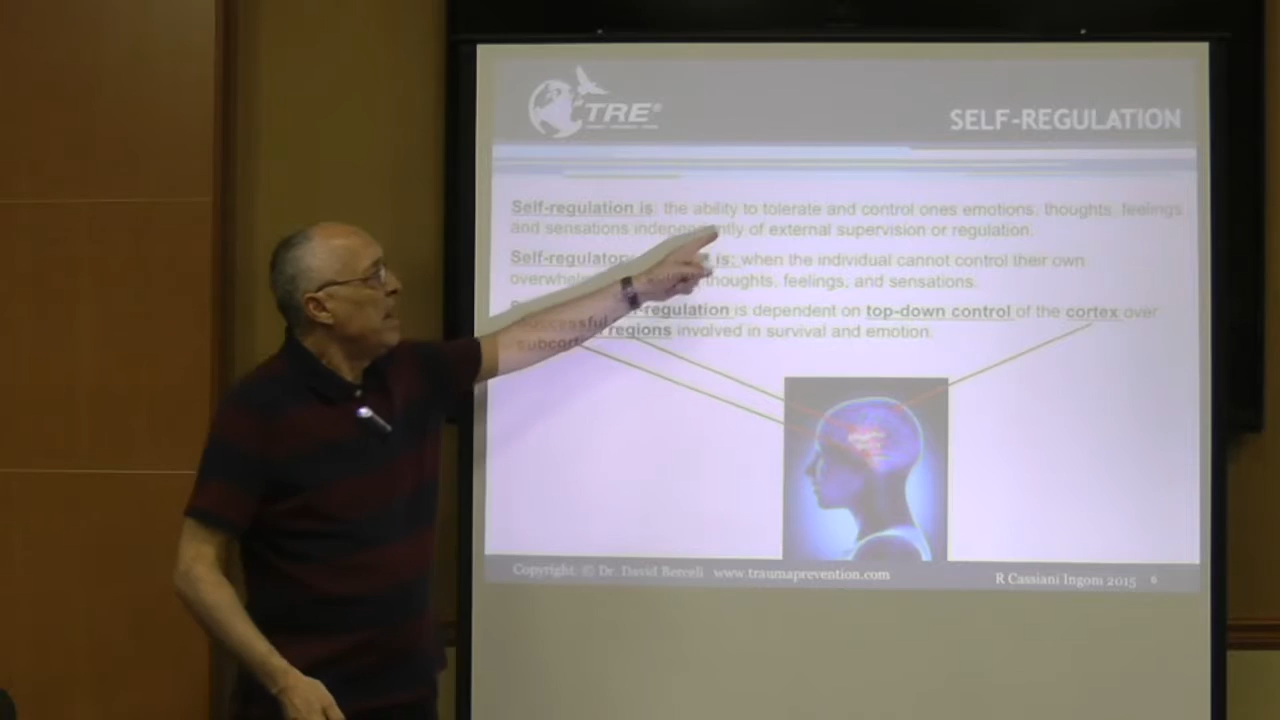 TRE®
SELF-REGULATION
Self-regulation is: the ability to tolerate and control ones emotions, thoughts, feelings
and sensations independently of external supervision or regulation.
Self-regulatory is: when the individual cannot control their own
thoughts, feelings, and sensations.
-regulation is dependent on top-down control of the cortex over
regions involved in survival and emotion.
Copyright: © Dr. David Berceli www.traumaprevention.com
R Cassiani Ingoni 2015 6